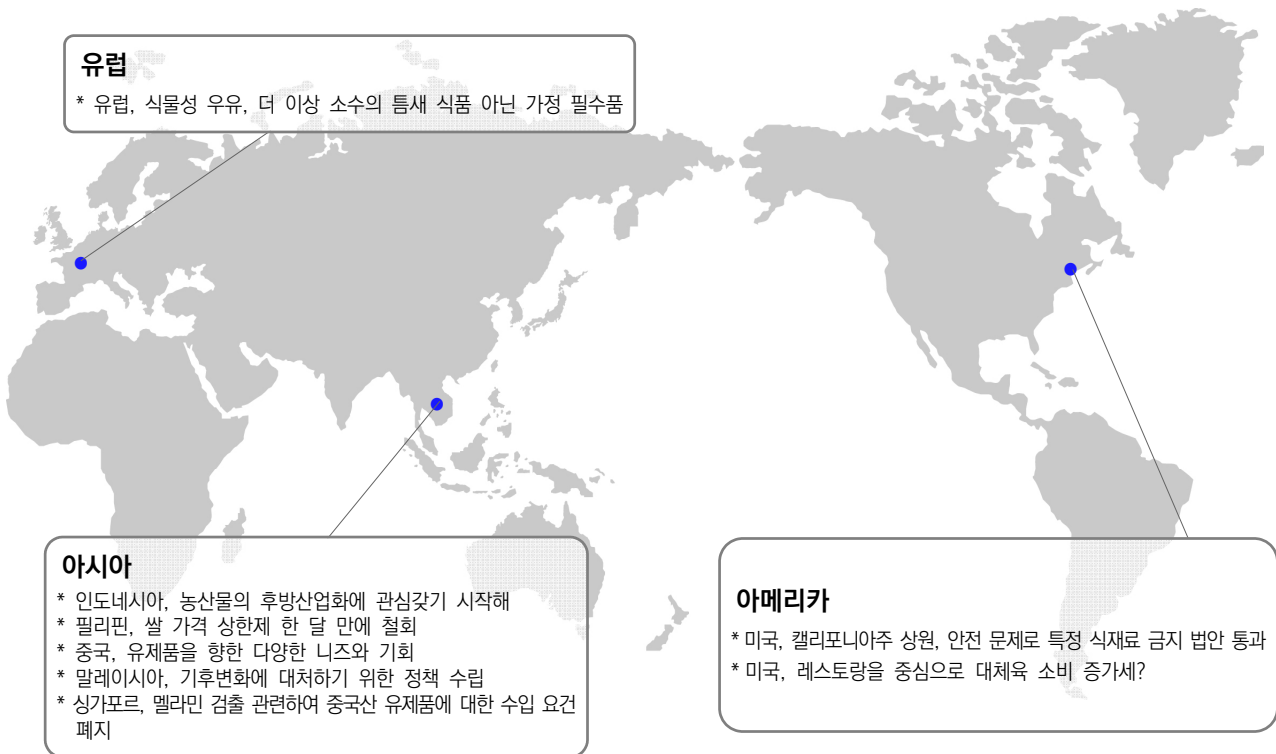 유럽
* 유럽, 식물성 우유, 더 이상 소수의 틈새 식품 아닌 가정 필수품
아시아
* 인도네시아, 농산물의 후방산업화에 관심갖기 시작해
* 필리핀, 쌀 가격 상한제 한 달 만에 철회
* 중국, 유제품을 향한 다양한 니즈와 기회
* 말레이시아, 기후변화에 대처하기 위한 정책 수립
* 싱가포르, 멜라민 검출 관련하여 중국산 유제품에 대한 수입 요건
폐지
아메리카
* 미국, 캘리포니아주 상원, 안전 문제로 특정 식재료 금지 법안 통과
* 미국, 레스토랑을 중심으로 대체육 소비 증가세?